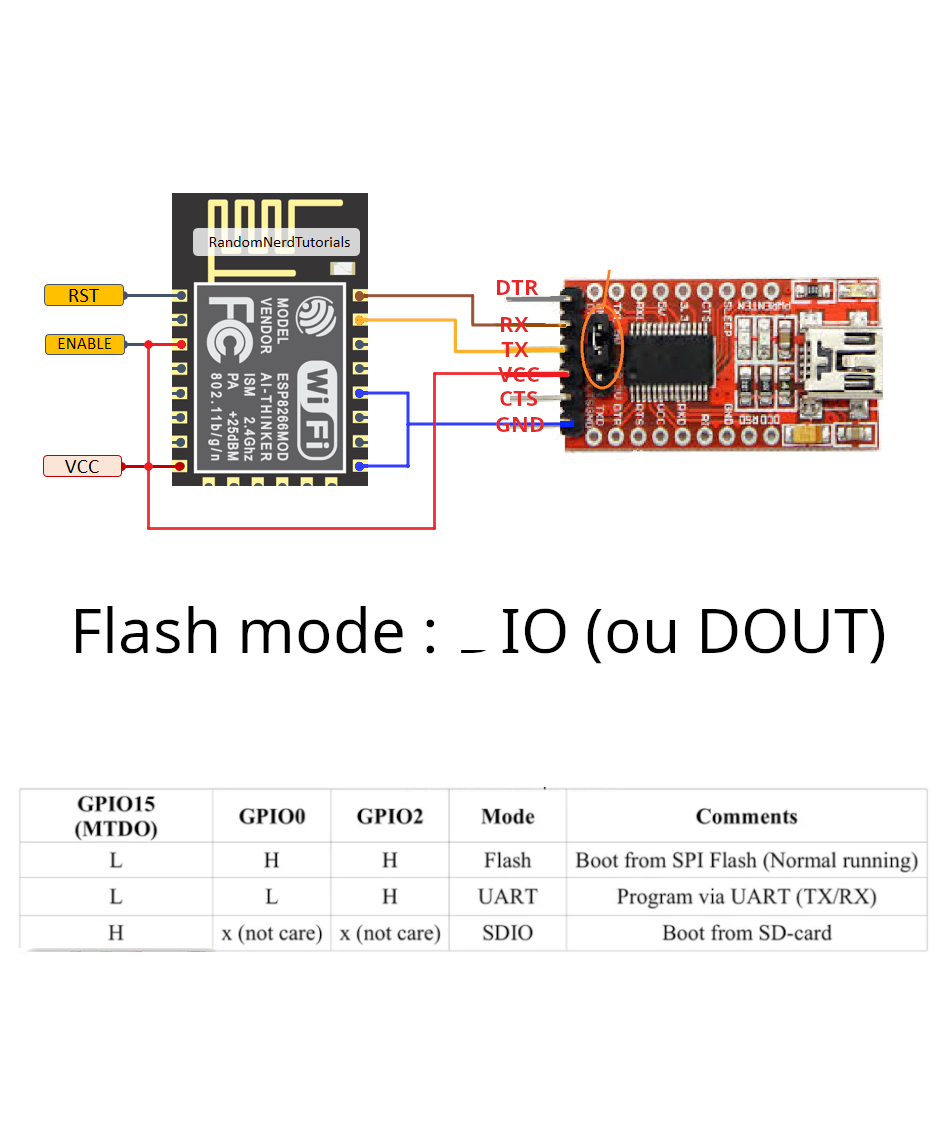 RandomNerdTutorials
RST
ENABLE
VCC
MODEL
VENDOR
ESP8266MOD
AI-THINKER
ISM 2.4GHz
PA +25dBM
802.11b/g/n
FC
Wi Fi
DTR
RX
TX
VCC
CTS
GND
Flash mode : IO (ou DOUT)
GPIO15 (MTDO) GPIO0 GPIO2 Mode Comments
L H H Flash Boot from SPI Flash (Normal running)
L L H UART Program via UART (TX/RX)
H x (not care) x (not care) SDIO Boot from SD-card